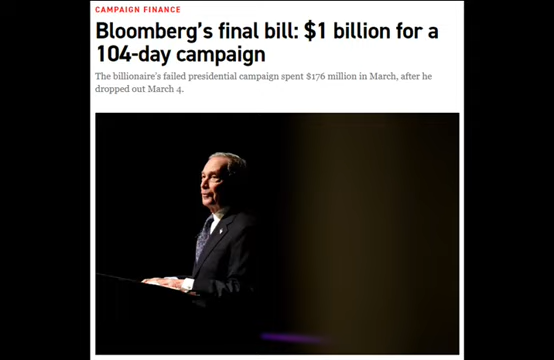 CAMPAIGN FINANCE
Bloomberg’s final bill: $1 billion for a
104-day campaign
The billionaire's failed presidential campaign spent $176 million in March, after he
dropped out March 4.